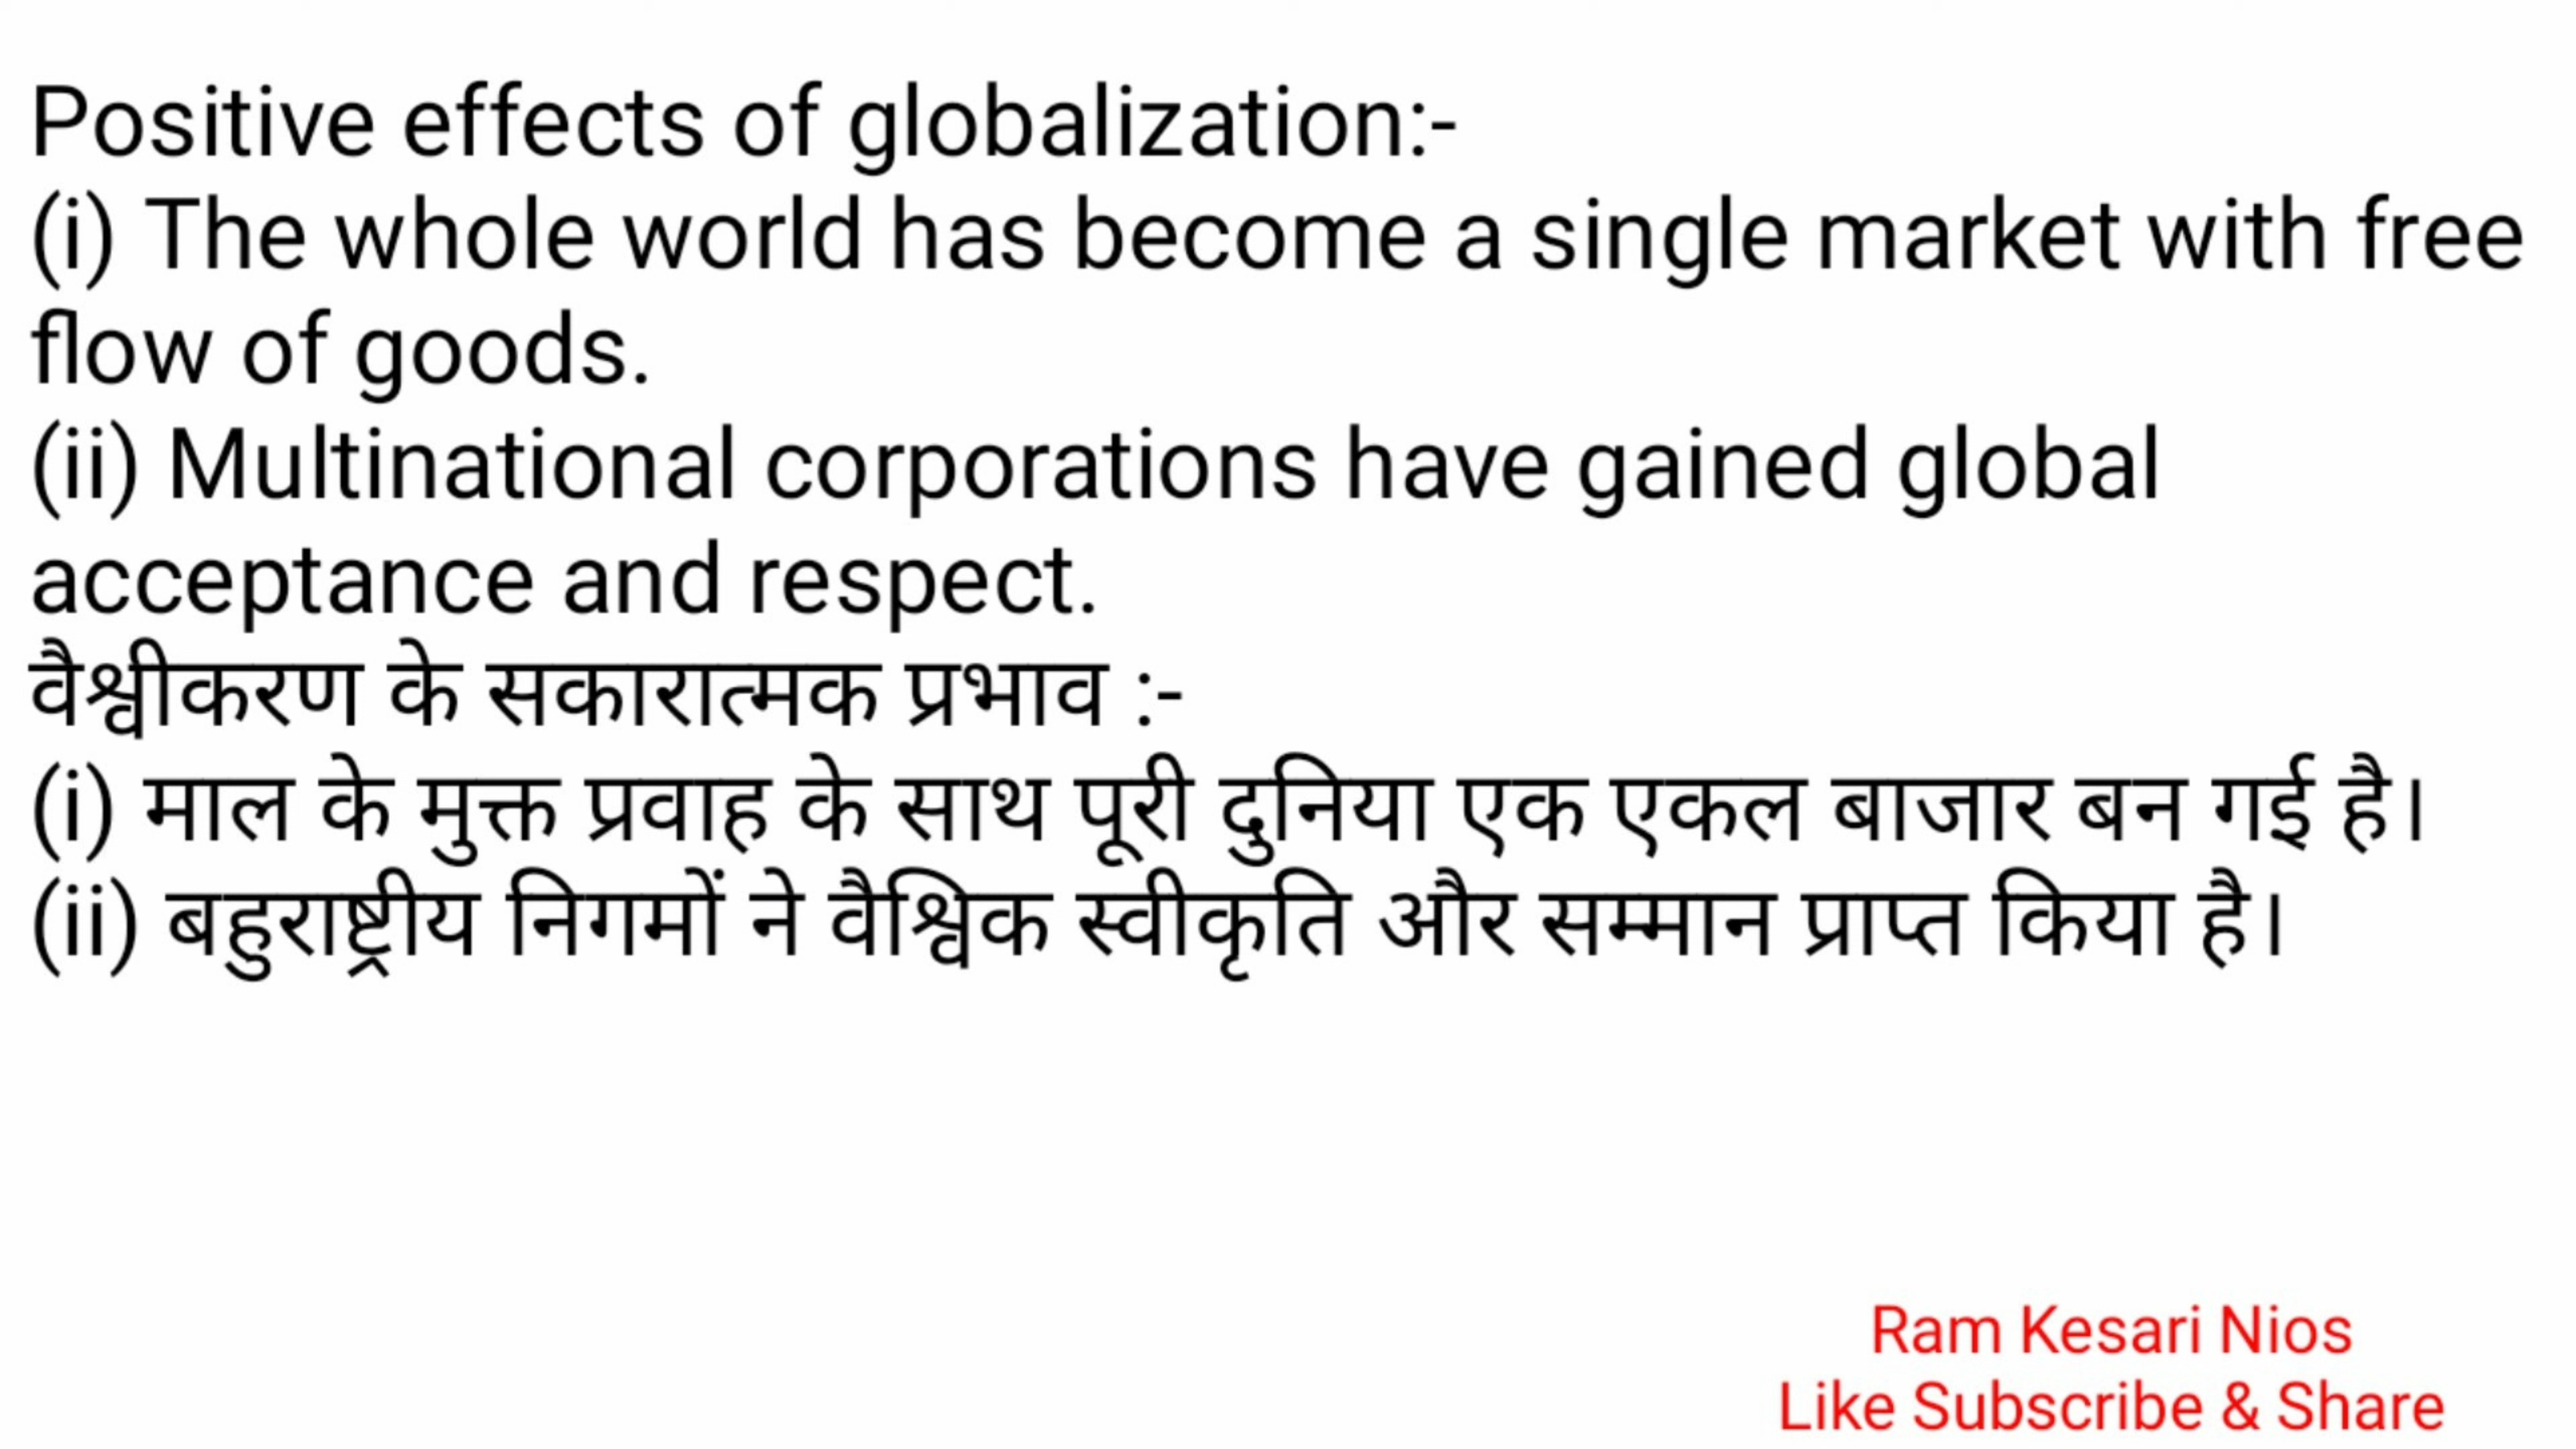 Positive effects of globalization:-
(i) The whole world has become a single market with free
flow of goods.
(ii) Multinational corporations have gained global
acceptance and respect.
वैश्वीकरण के सकारात्मक प्रभाव :-
(i) माल के मुक्त प्रवाह के साथ पूरी दुनिया एक एकल बाजार बन गई है।
(ii) बहुराष्ट्रीय निगमों ने वैश्विक स्वीकृति और सम्मान प्राप्त किया है।
Ram Kesari Nios
Like Subscribe & Share